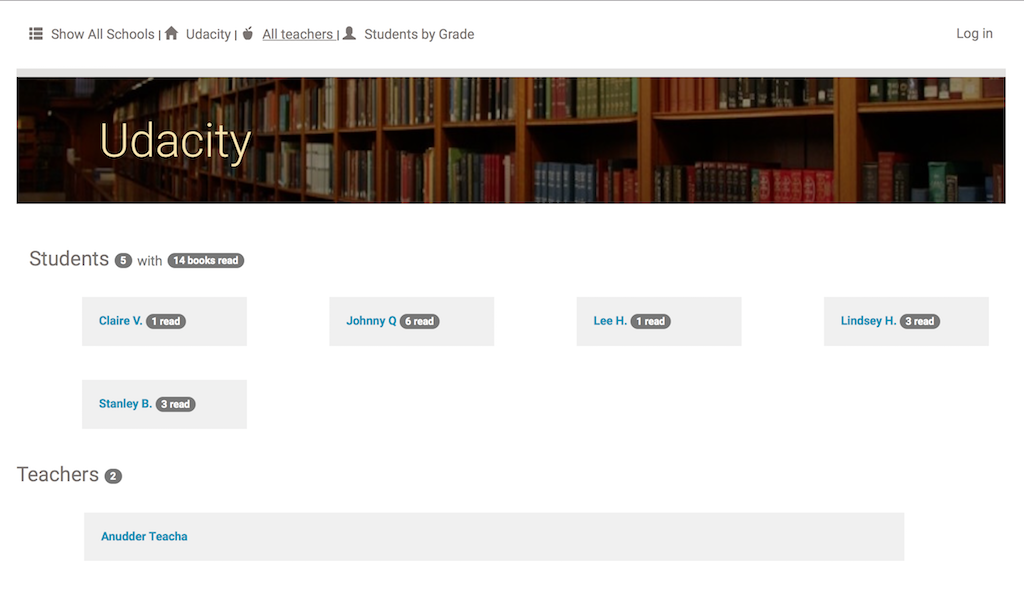 Show All Schools | Udacity | All teachers | Students by Grade Log in
Udacity
Students 5 with 14 books read
Claire V. 1 read Johnny Q 6 read Lee H. 1 read Lindsey H. 3 read
Stanley B. 3 read
Teachers 2
Anudder Teacha